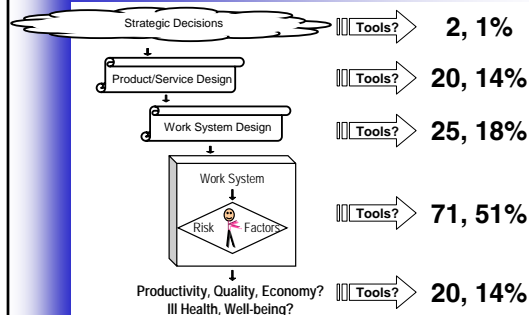 Strategic Decisions
Tools?
2, 1%
Product/Service Design
Tools?
20, 14%
Work System Design
Tools?
25, 18%
Work System
Risk Factors
Tools?
71, 51%
Productivity, Quality, Economy?
Ill Health, Well-being?
Tools?
20, 14%